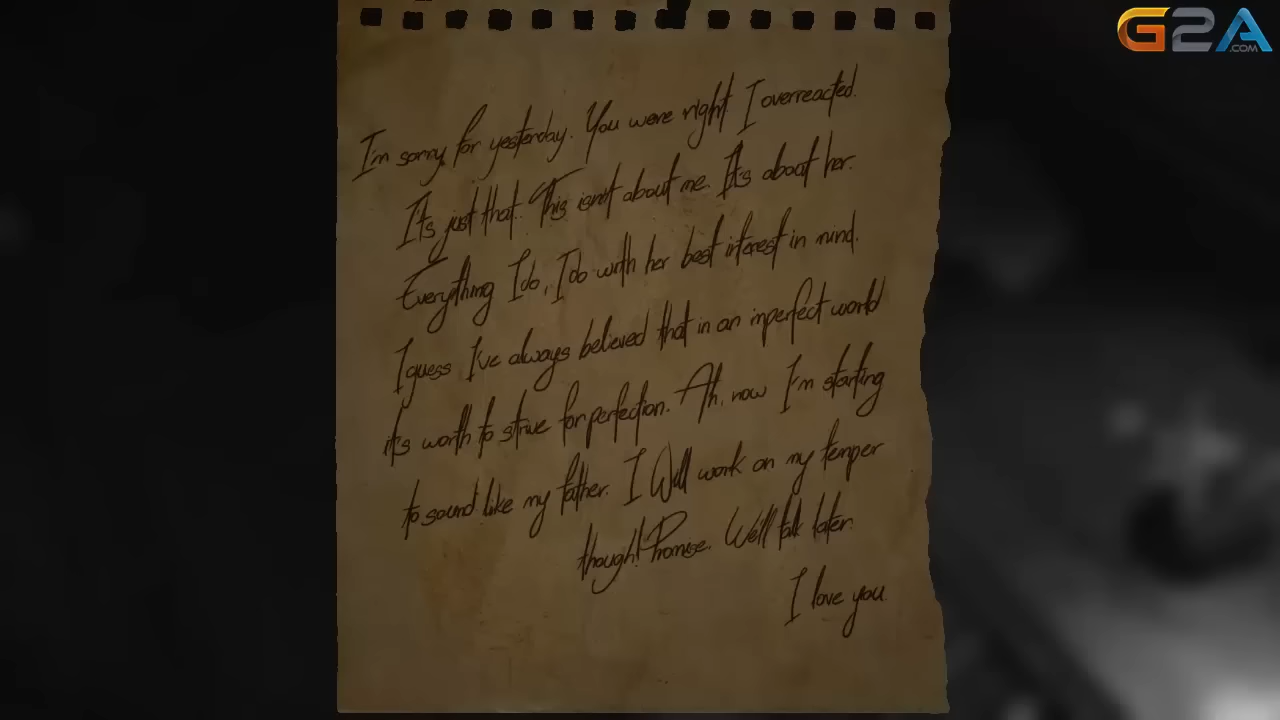 G2A
.COM
I'm sorry for yesterday. You were right I overreacted.
It's just that. This isn't about me. It's about her.
Everything I do, I do with her best interest in mind.
I guess I've always believed that in an inperfect world
it's worth to strive for perfection. Ah, now I'm starting
to sound like my father. I Will work on my temper
thought Promise. We'll talk later.
I love you